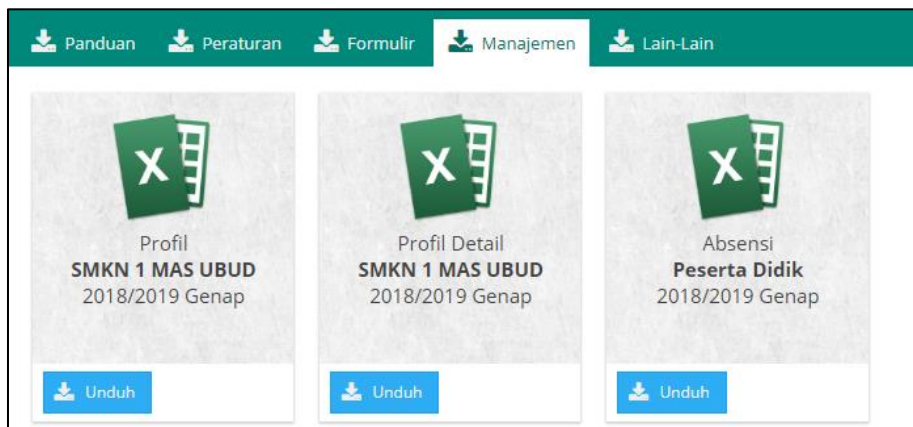 Panduan Peraturan Formulir Manajemen Lain-Lain
X
Profil
SMKN 1 MAS UBUD
2018/2019 Genap
Unduh
X
Profil Detail
SMKN 1 MAS UBUD
2018/2019 Genap
Unduh
X
Absensi
Peserta Didik
2018/2019 Genap
Unduh